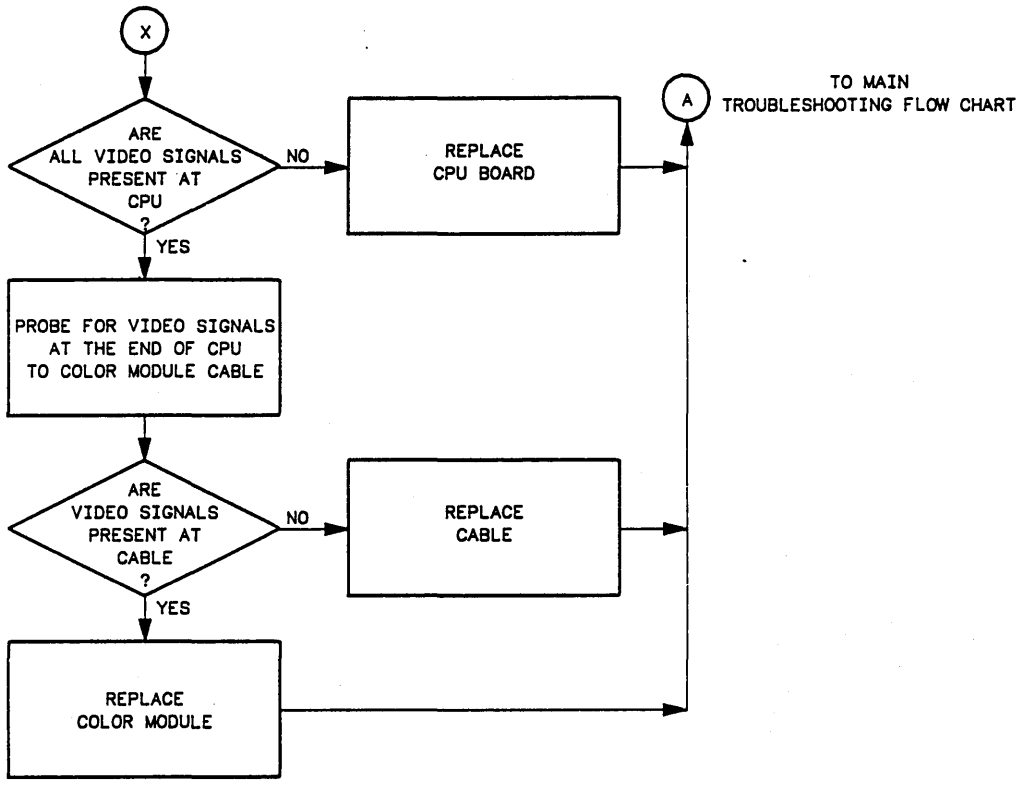 X
ARE
ALL VIDEO SIGNALS
PRESENT AT
CPU
?
NO
REPLACE
CPU BOARD
A
TO MAIN
TROUBLESHOOTING FLOW CHART
YES
PROBE FOR VIDEO SIGNALS
AT THE END OF CPU
TO COLOR MODULE CABLE
ARE
VIDEO SIGNALS
PRESENT AT
CABLE
?
NO
REPLACE
CABLE
YES
REPLACE
COLOR MODULE